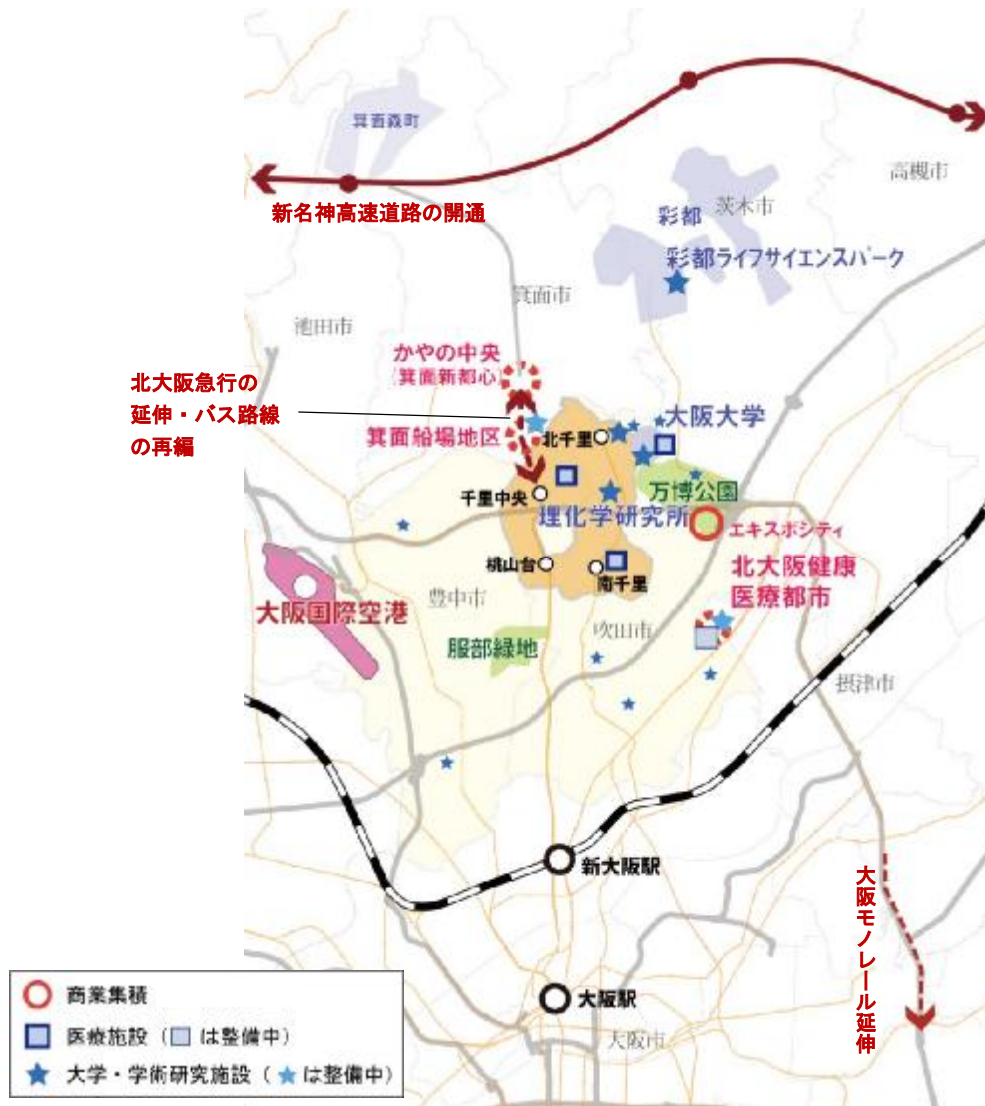 箕面森町
高槻市
新名神高速道路の開通
彩都
茨木市
彩都ライフサイエンスパーク
箕面市
池田市
かやの中央
(箕面新都心)
北大阪急行の
延伸・バス路線
の再編
箕面船場地区
北千里
大阪大学
千里中央
万博公園
理化学研究所
エキスポシティ
桃山台
南千里
北大阪健康
医療都市
豊中市
大阪国際空港
吹田市
服部緑地
摂津市
新大阪駅
大阪モノレール延伸
大阪駅
大阪市
商業集積
医療施設（ は整備中）
大学・学術研究施設（ は整備中）